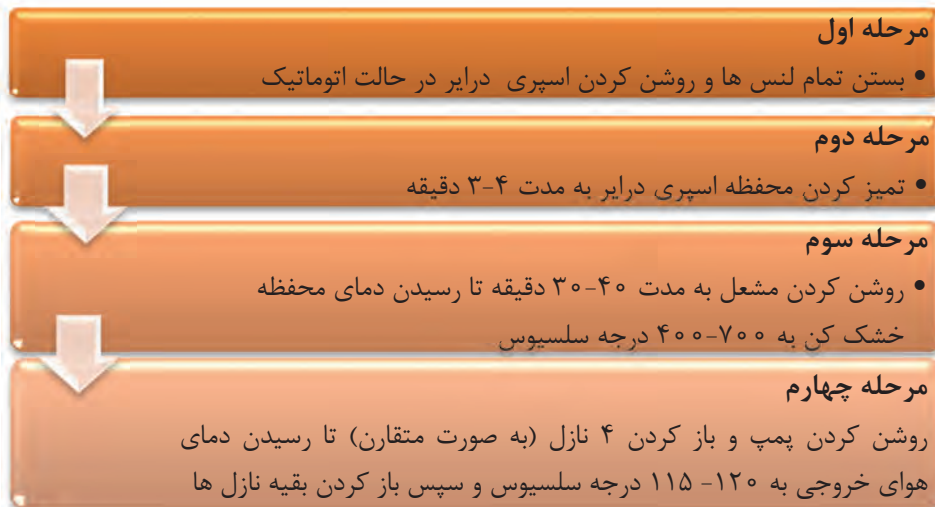 مرحله اول
• بستن تمام لنس ها و روشن کردن اسپری درایر در حالت اتوماتیک
مرحله دوم
• تمیز کردن محفظه اسپری درایر به مدت ۴-۳ دقیقه
مرحله سوم
• روشن کردن مشعل به مدت ۴۰-۳۰ دقیقه تا رسیدن دمای محفظه
خشک کن به ۷۰۰-۴۰۰ درجه سلسیوس
مرحله چهارم
روشن کردن پمپ و باز کردن ۴ نازل (به صورت متقارن) تا رسیدن دمای
هوای خروجی به ۱۲۰- ۱۱۵ درجه سلسیوس و سپس باز کردن بقیه نازل ها